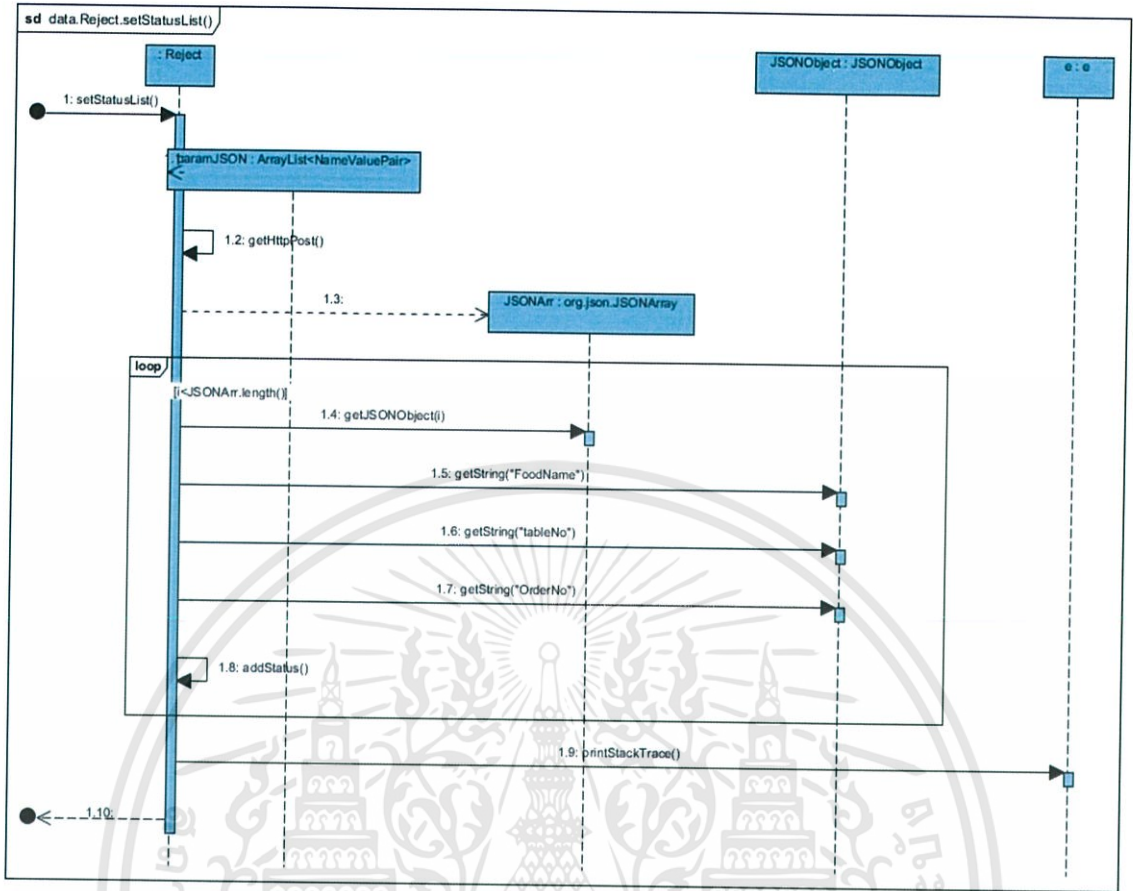 sd data.Reject.setStatusList()
: Reject
JSONObject : JSONObject
e : e
1: setStatusList()
paramJSON : ArrayList<NameValuePair>
1.2: getHttpPost()
1.3:
JSONArr : org.json.JSONArray
loop
[i<JSONArr.length()]
1.4: getJSONObject(i)
1.5: getString("FoodName")
1.6: getString("tableNo")
1.7: getString("OrderNo")
1.8: addStatus()
1.9: printStackTrace()
1.10: